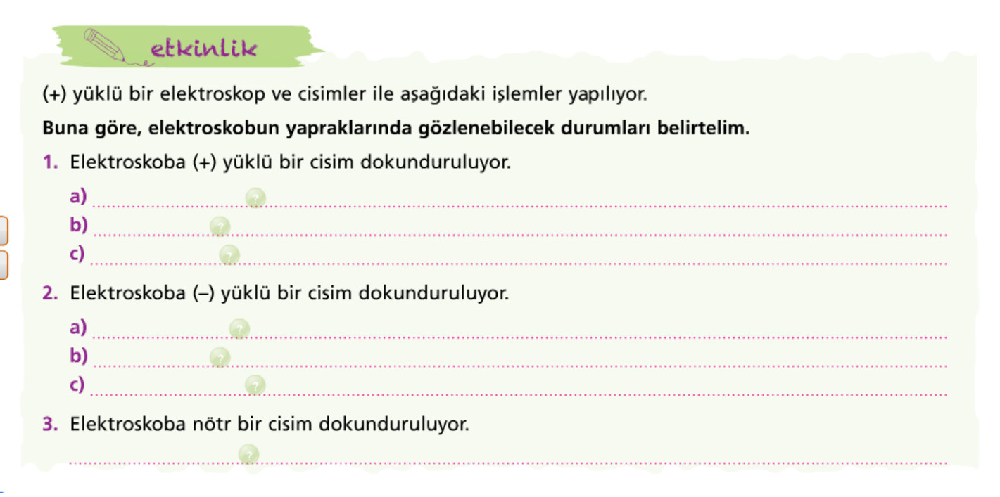 etkinlik
(+) yüklü bir elektroskop ve cisimler ile aşağıdaki işlemler yapılıyor.
Buna göre, elektroskobun yapraklarında gözlenebilecek durumları belirtelim.
1. Elektroskoba (+) yüklü bir cisim dokunduruluyor.
a) ?
b) ?
c) ?
2. Elektroskoba (–) yüklü bir cisim dokunduruluyor.
a) ?
b) ?
c) ?
3. Elektroskoba nötr bir cisim dokunduruluyor.
?